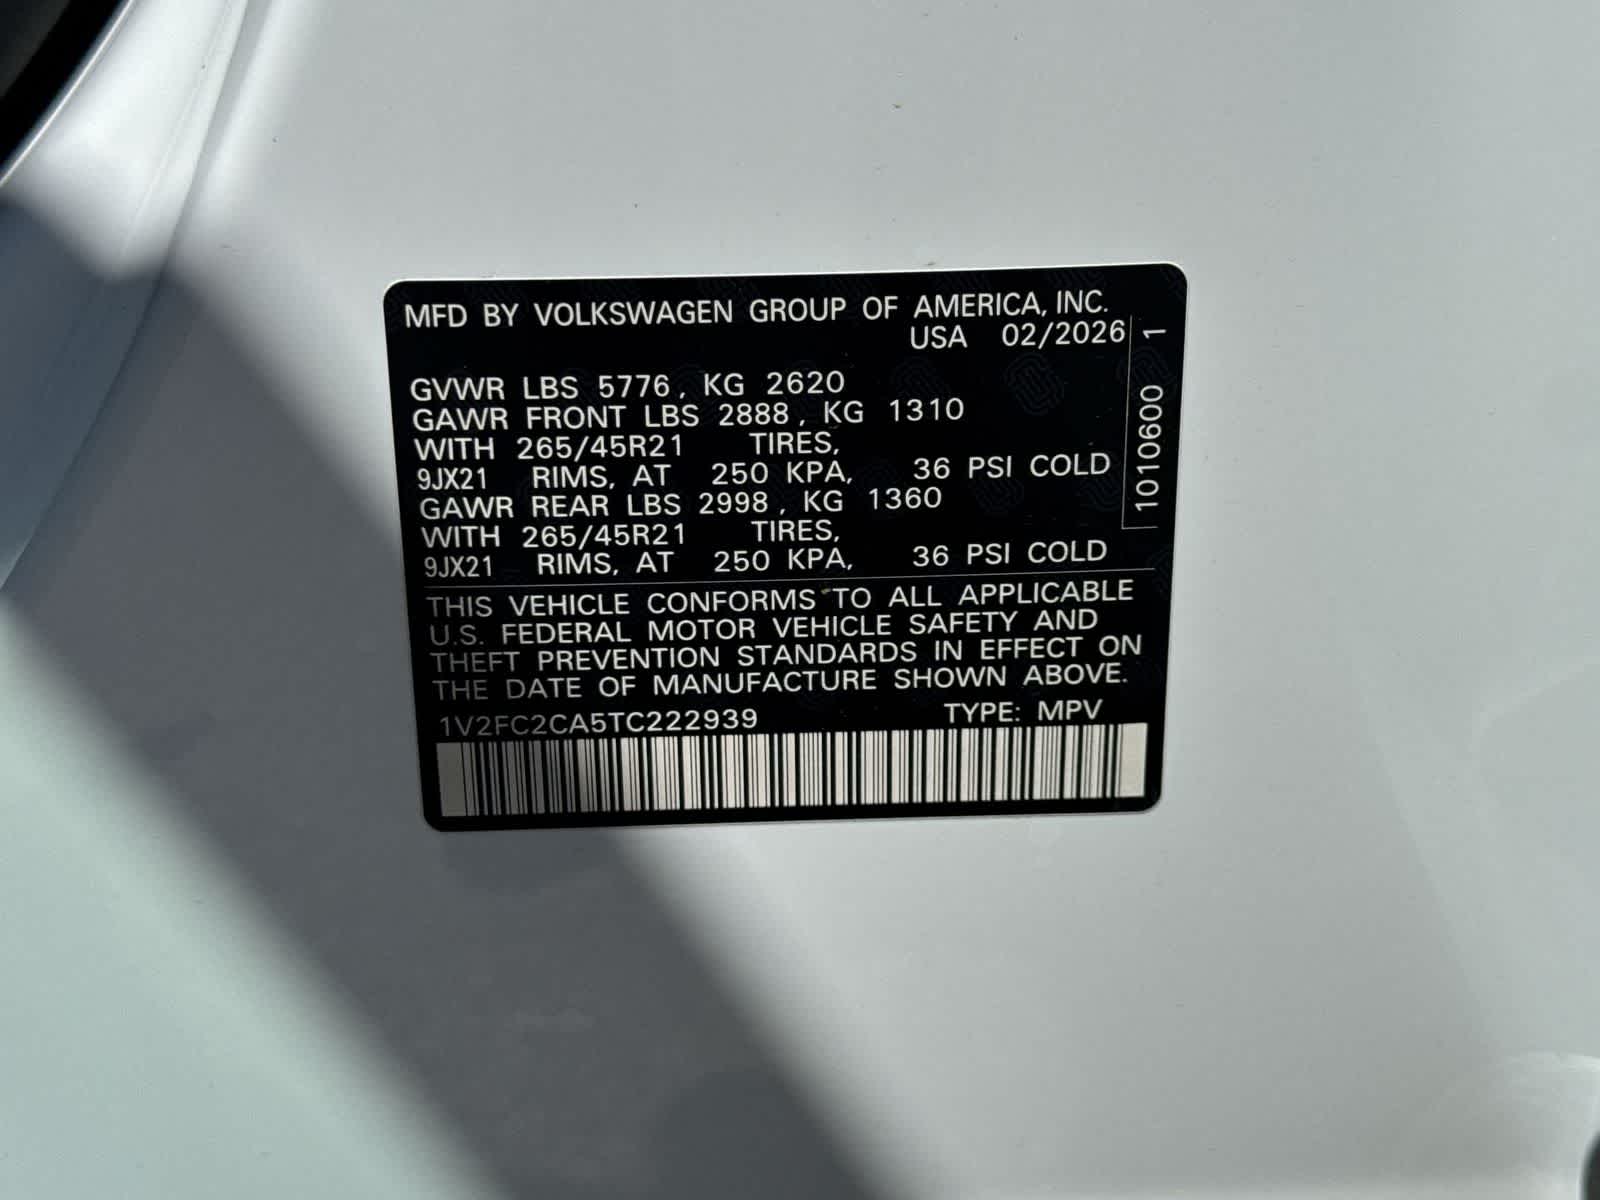 MFD BY VOLKSWAGEN GROUP OF AMERICA, INC.
USA 02/2026
GVWR LBS 5776, KG 2620
GAWR FRONT LBS 2888, KG 1310
WITH 265/45R21 TIRES,
9JX21 RIMS, AT 250 KPA, 36 PSI COLD
GAWR REAR LBS 2998, KG 1360
WITH 265/45R21 TIRES,
9JX21 RIMS, AT 250 KPA, 36 PSI COLD
1010600 1
THIS VEHICLE CONFORMS TO ALL APPLICABLE
U.S. FEDERAL MOTOR VEHICLE SAFETY AND
THEFT PREVENTION STANDARDS IN EFFECT ON
THE DATE OF MANUFACTURE SHOWN ABOVE.
1V2FC2CA5TC222939 TYPE: MPV